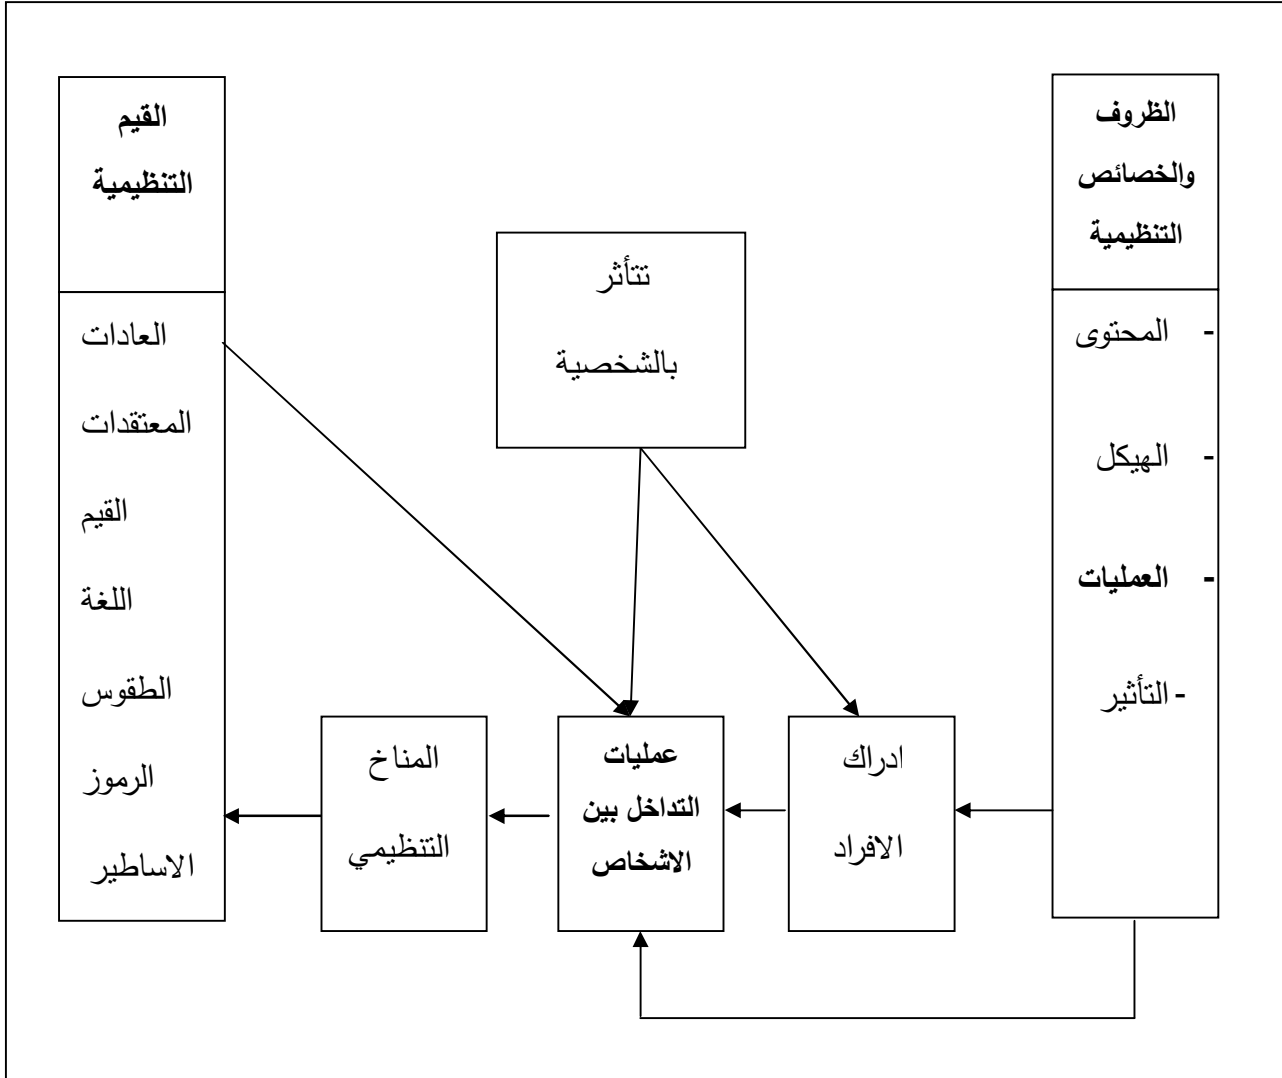 الظروف
والخصائص
التنظيمية
- المحتوى
- الهيكل
- العمليات
- التأثير
تتأثر
بالشخصية
ادراك
الافراد
عمليات
التداخل بين
الاشخاص
المناخ
التنظيمي
القيم
التنظيمية
العادات
المعتقدات
القيم
اللغة
الطقوس
الرموز
الاساطير